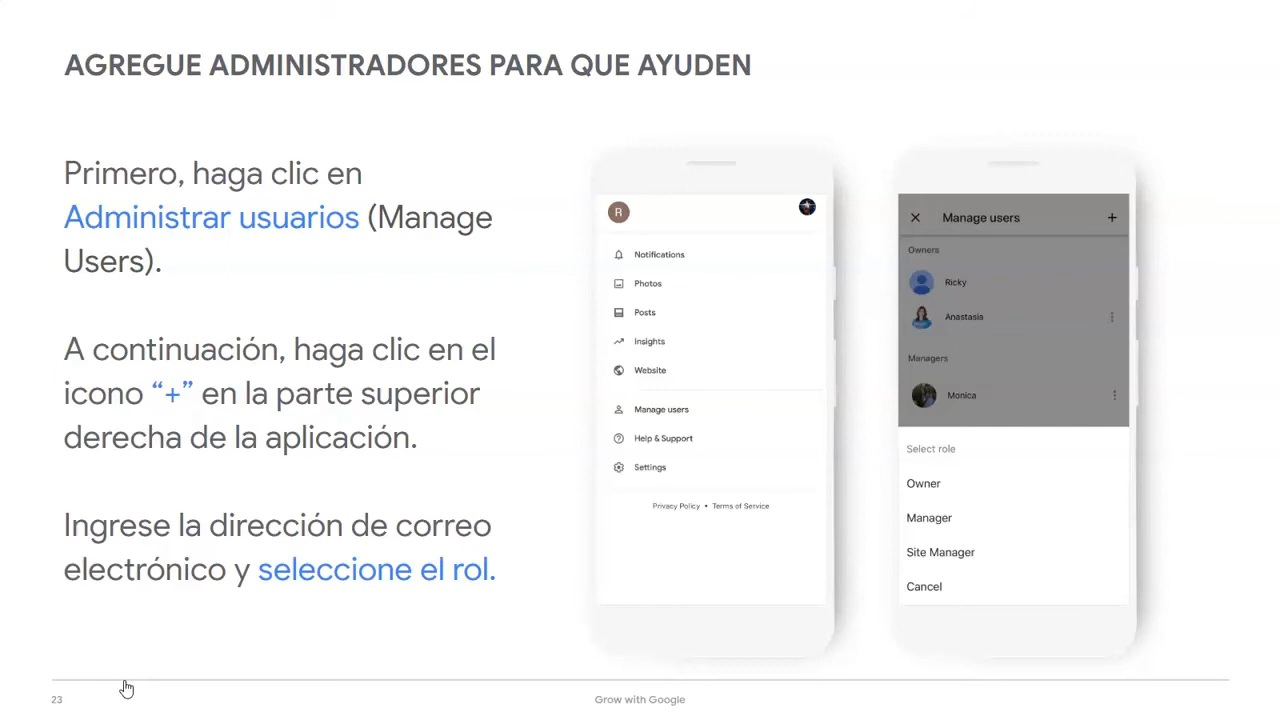 AGREGUE ADMINISTRADORES PARA QUE AYUDEN
Primero, haga clic en
Administrar usuarios (Manage
Users).
A continuación, haga clic en el
icono “+” en la parte superior
derecha de la aplicación.
Ingrese la dirección de correo
electrónico y seleccione el rol.
R
Notifications
Photos
Posts
Insights
Website
Manage users
Help & Support
Settings
Privacy Policy • Terms of Service
Manage users +
Owners
Ricky
Anastasia
Managers
Monica
Select role
Owner
Manager
Site Manager
Cancel
23
Grow with Google